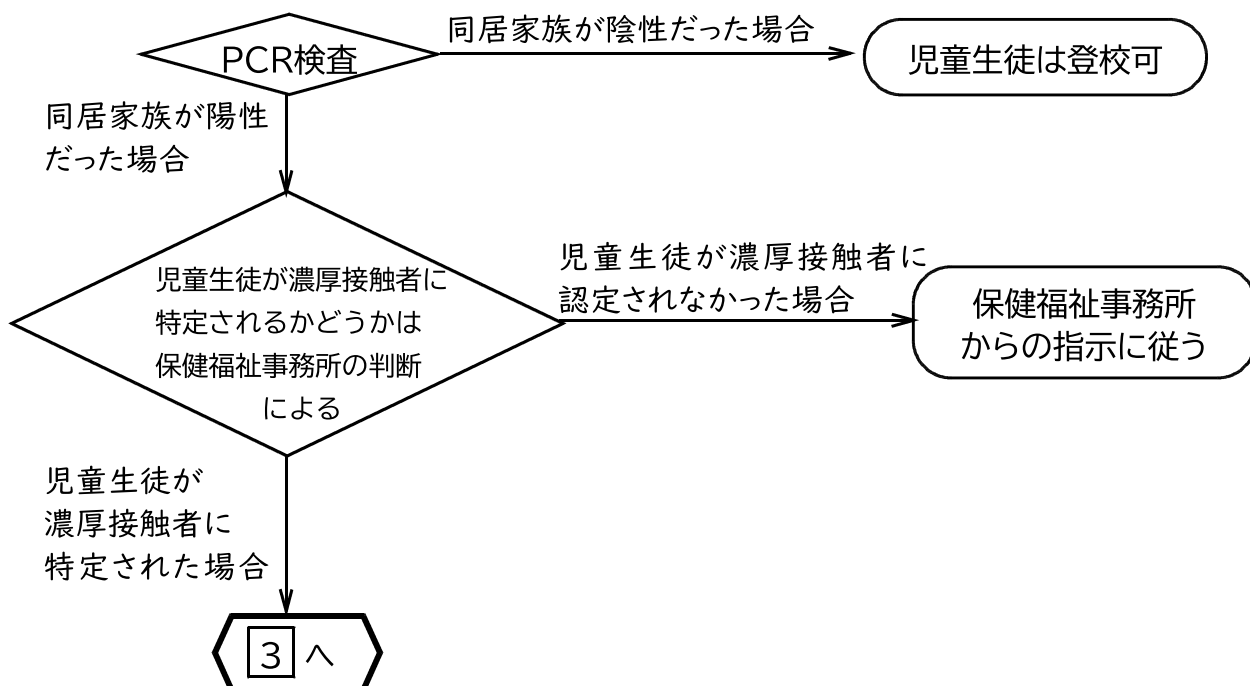 PCR検査
同居家族が陰性だった場合
児童生徒は登校可
同居家族が陽性
だった場合
児童生徒が濃厚接触者に
特定されるかどうかは
保健福祉事務所の判断
による
児童生徒が濃厚接触者に
認定されなかった場合
保健福祉事務所
からの指示に従う
児童生徒が
濃厚接触者に
特定された場合
3 へ